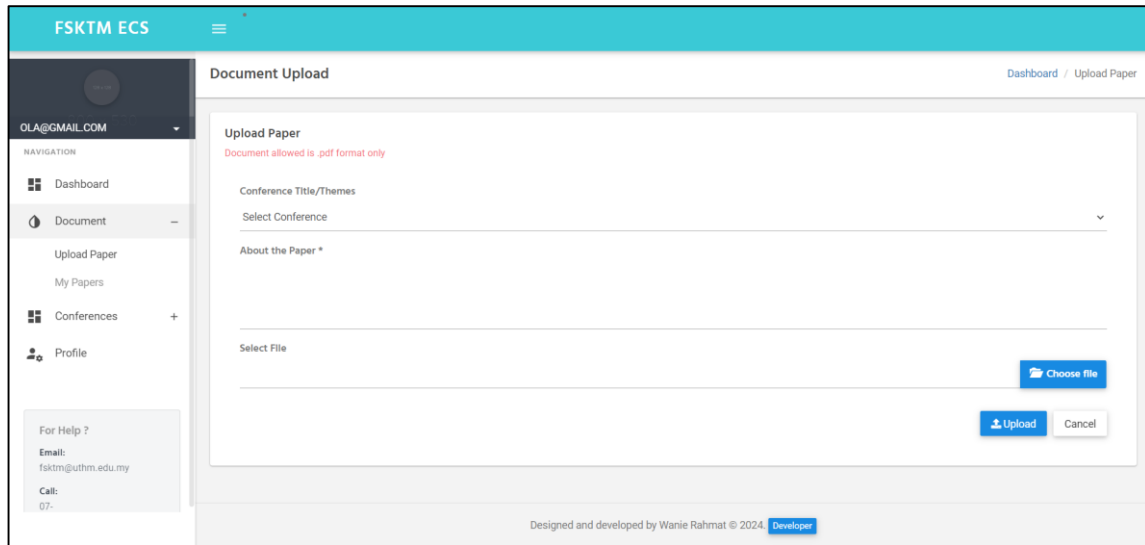 FSKTM ECS
Document Upload
Dashboard / Upload Paper
OLA@GMAIL.COM
NAVIGATION
Dashboard
Document
Upload Paper
My Papers
Conferences
Profile
For Help ?
Email:
fsktm@uthm.edu.my
Call:
07-
Upload Paper
Document allowed is .pdf format only
Conference Title/Themes
Select Conference
About the Paper *
Select File
Choose file
Upload
Cancel
Designed and developed by Wanie Rahmat © 2024. Developer